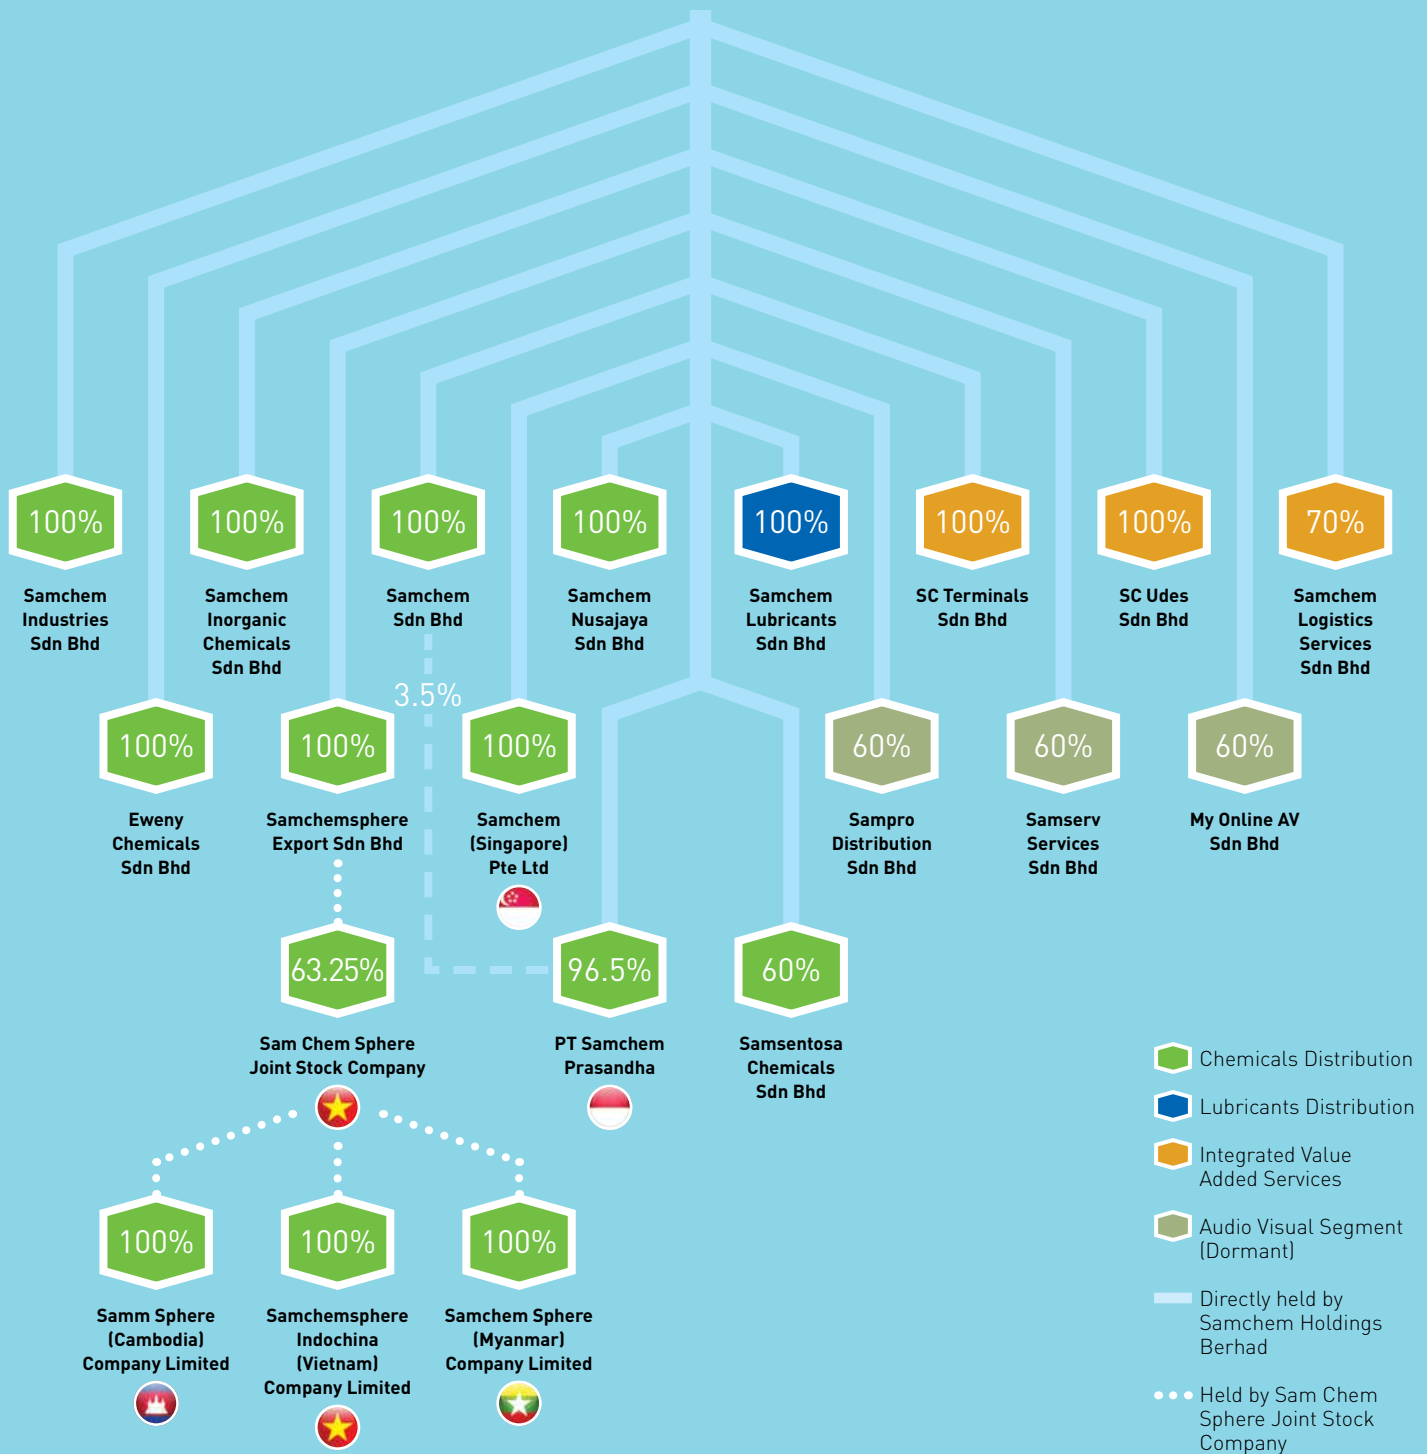 100%
100%
100%
100%
100%
100%
100%
70%
Samchem
Industries
Sdn Bhd
Samchem
Inorganic
Chemicals
Sdn Bhd
Samchem
Sdn Bhd
Samchem
Nusajaya
Sdn Bhd
Samchem
Lubricants
Sdn Bhd
SC Terminals
Sdn Bhd
SC Udes
Sdn Bhd
Samchem
Logistics
Services
Sdn Bhd
3.5%
100%
100%
100%
60%
60%
60%
Eweny
Chemicals
Sdn Bhd
Samchemsphere
Export Sdn Bhd
Samchem
(Singapore)
Pte Ltd
Sampro
Distribution
Sdn Bhd
Samserv
Services
Sdn Bhd
My Online AV
Sdn Bhd
63.25%
96.5%
60%
Sam Chem Sphere
Joint Stock Company
PT Samchem
Prasandha
Samsentosa
Chemicals
Sdn Bhd
100%
100%
100%
Samm Sphere
(Cambodia)
Company Limited
Samchemsphere
Indochina
(Vietnam)
Company Limited
Samchem Sphere
(Myanmar)
Company Limited
Chemicals Distribution
Lubricants Distribution
Integrated Value
Added Services
Audio Visual Segment
(Dormant)
Directly held by
Samchem Holdings
Berhad
Held by Sam Chem
Sphere Joint Stock
Company